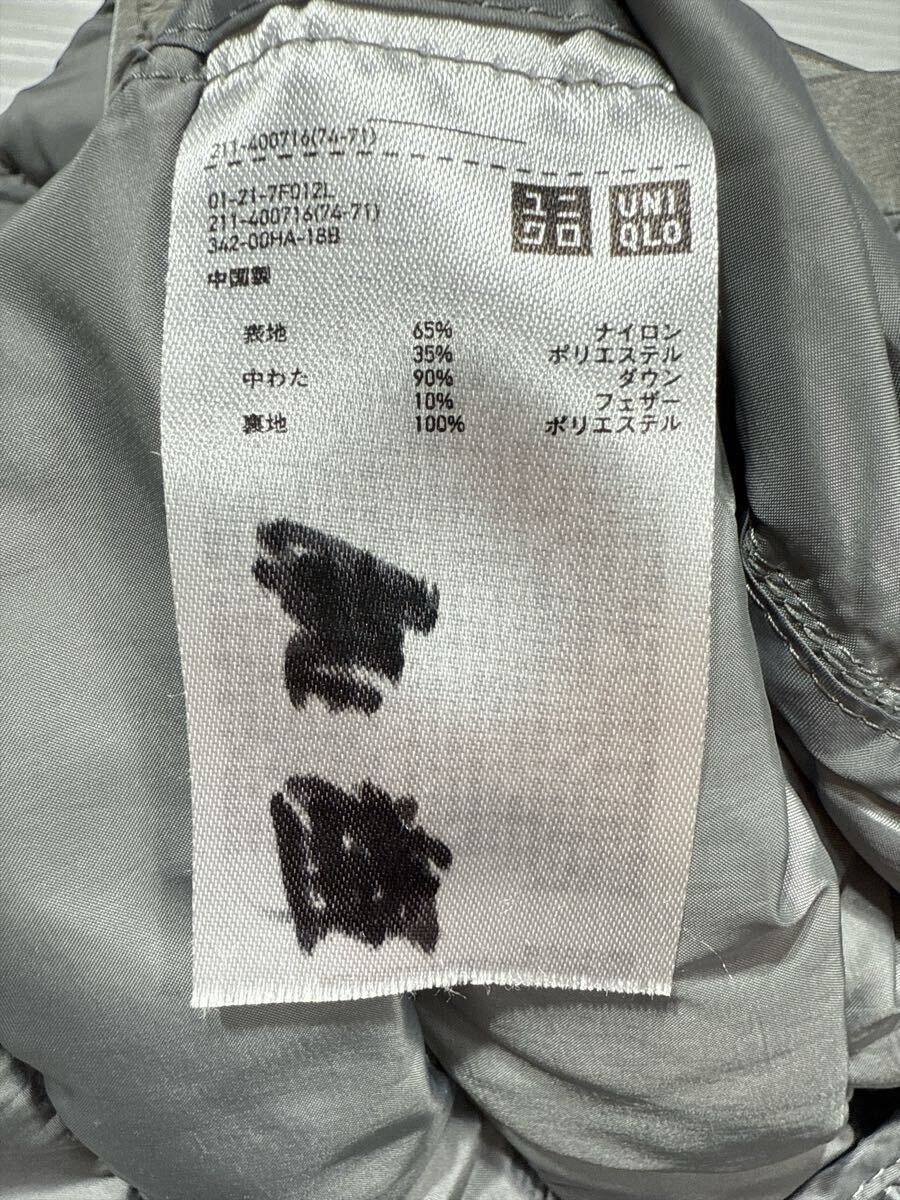 211-400716(74-71)
01-21-7F012L
211-400716(74-71)
342-00HA-18B
ユニクロ
UNIQLO
中国製
表地 65% ナイロン
35% ポリエステル
中わた 90% ダウン
10% フェザー
裏地 100% ポリエステル